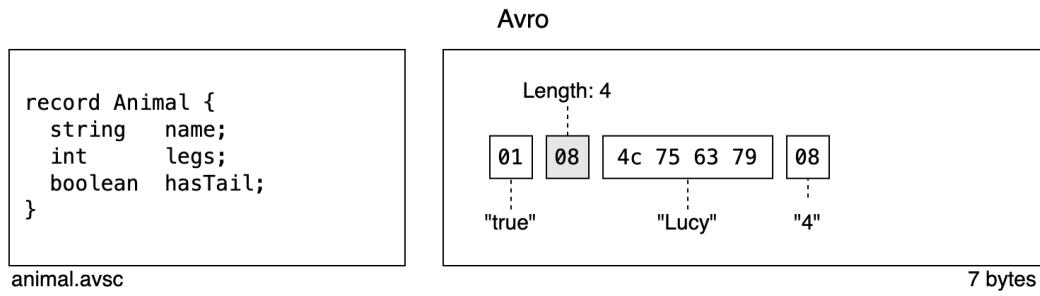 Avro
record Animal {
string name;
int legs;
boolean hasTail;
}
animal.avsc
Length: 4
01 08 4c 75 63 79 08
"true" "Lucy" "4"
7 bytes